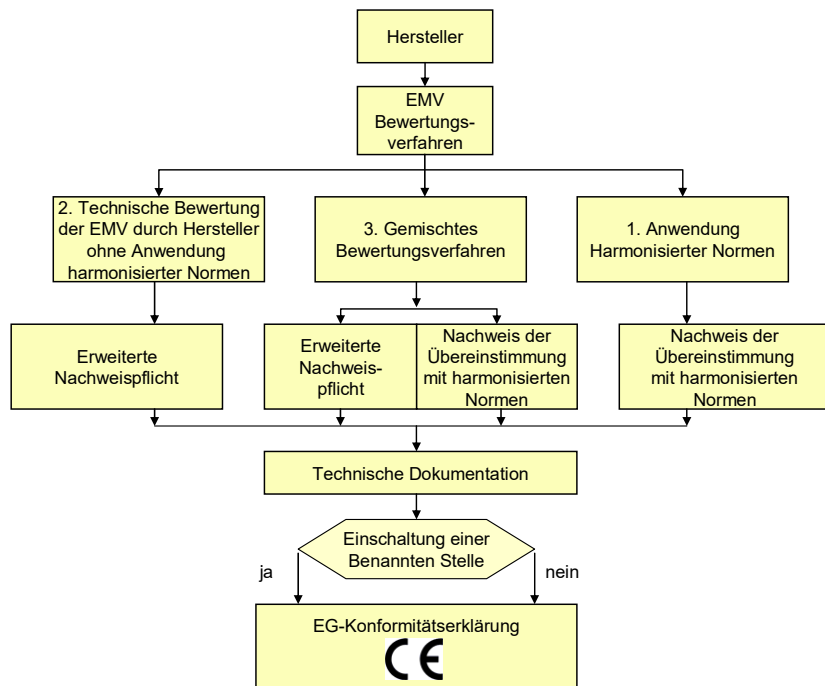 Hersteller
EMV
Bewertungs-
verfahren
2. Technische Bewertung
der EMV durch Hersteller
ohne Anwendung
harmonisierter Normen
3. Gemischtes
Bewertungsverfahren
1. Anwendung
Harmonisierter Normen
Erweiterte
Nachweispflicht
Erweiterte
Nachweis-
pflicht
Nachweis der
Übereinstimmung
mit harmonisierten
Normen
Nachweis der
Übereinstimmung
mit harmonisierten
Normen
Technische Dokumentation
Einschaltung einer
Benannten Stelle
ja
nein
EG-Konformitätserklärung
CE